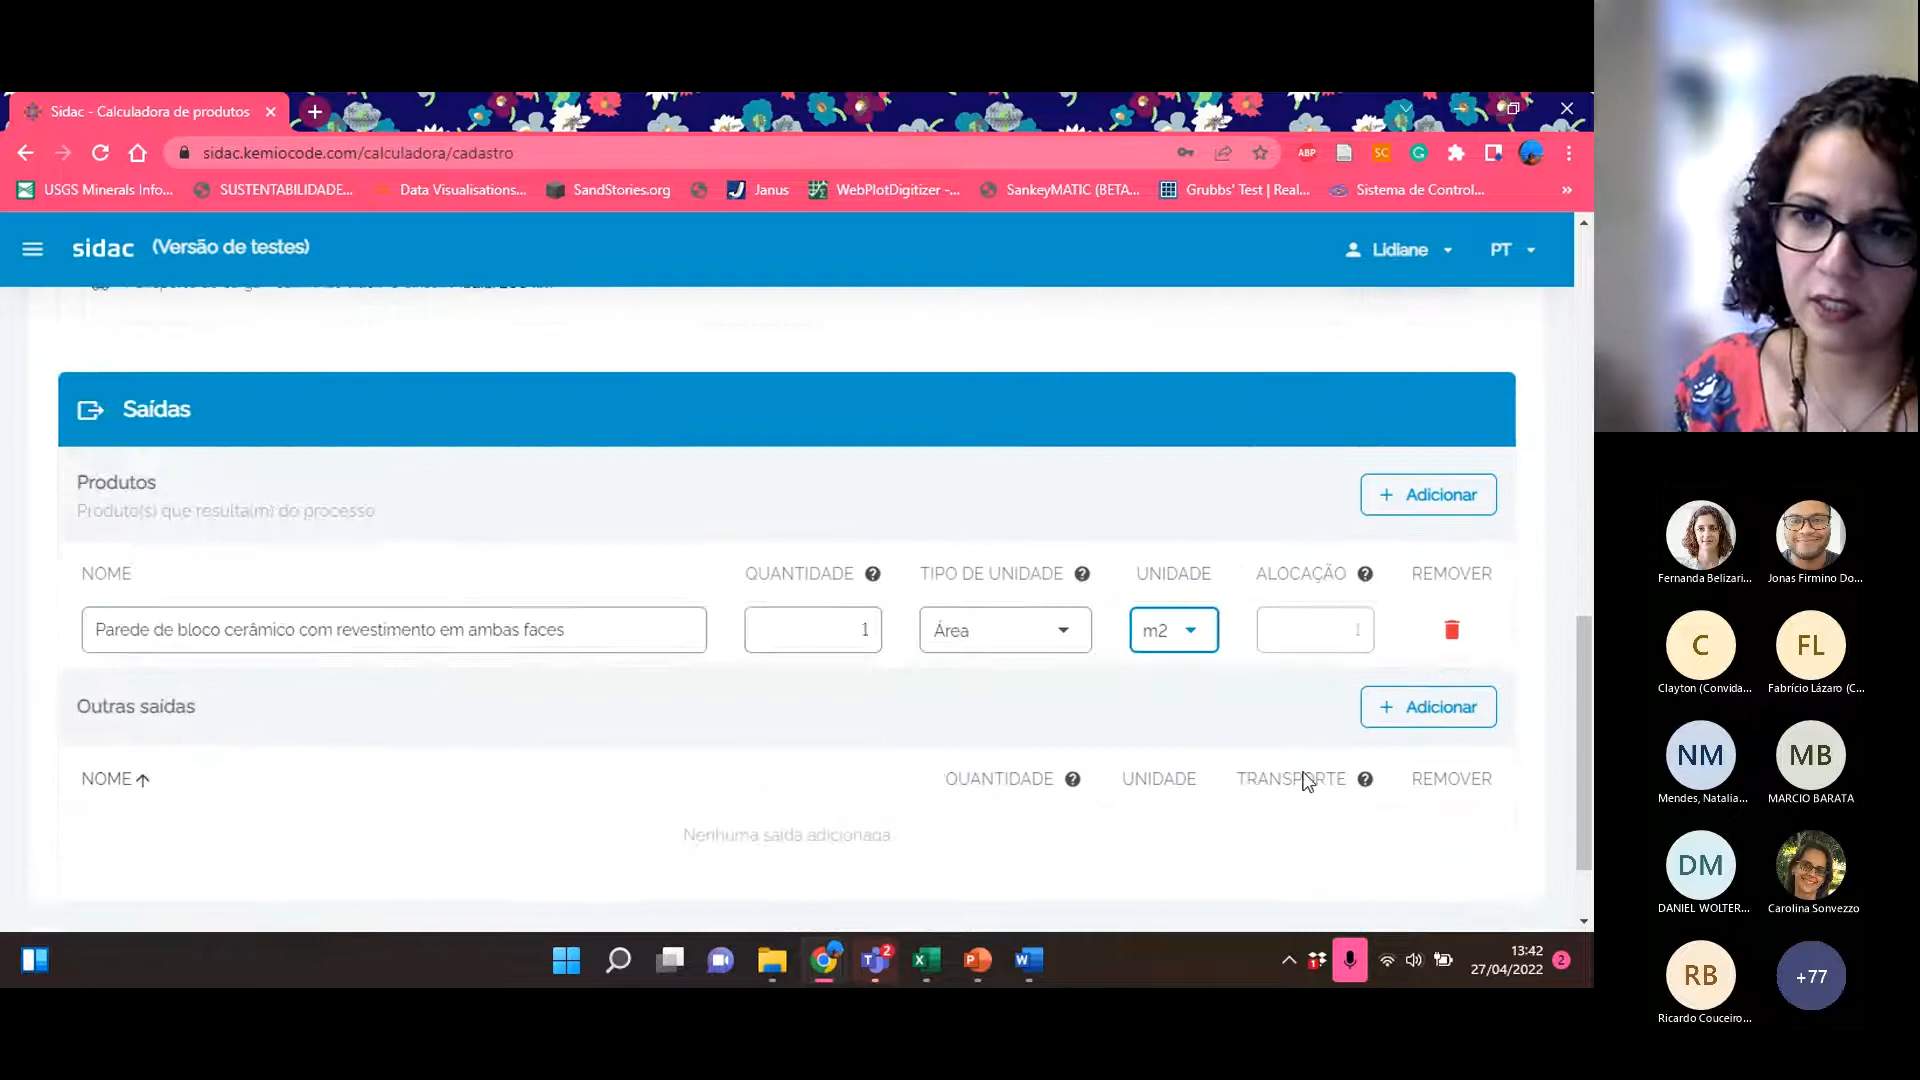 Sidac - Calculadora de produtos
sidac.kemiocode.com/calculadora/cadastro
ABP
SC
USGS Minerals Info...
SUSTENTABILIDADE...
Data Visualisations...
SandStories.org
Janus
WebPlotDigitizer -...
SankeyMATIC (BETA...
Grubbs' Test | Real...
Sistema de Control...
»
sidac (Versão de testes)
Lidiane
PT
Saídas
Produtos
Produto(s) que resulta(m) do processo
+ Adicionar
NOME
QUANTIDADE
TIPO DE UNIDADE
UNIDADE
ALOCAÇÃO
REMOVER
Parede de bloco cerâmico com revestimento em ambas faces
1
Área
m2
1
Outras saídas
+ Adicionar
NOME
QUANTIDADE
UNIDADE
TRANSPORTE
REMOVER
Nenhuma saída adicionada
13:42
27/04/2022
2
Fernanda Belizari...
Jonas Firmino Do...
C
Clayton (Convida...
FL
Fabrício Lázaro (C...
NM
Mendes, Natalia...
MB
MARCIO BARATA
DM
DANIEL WOLTER...
Carolina Sonvezzo
RB
Ricardo Couceiro...
+77